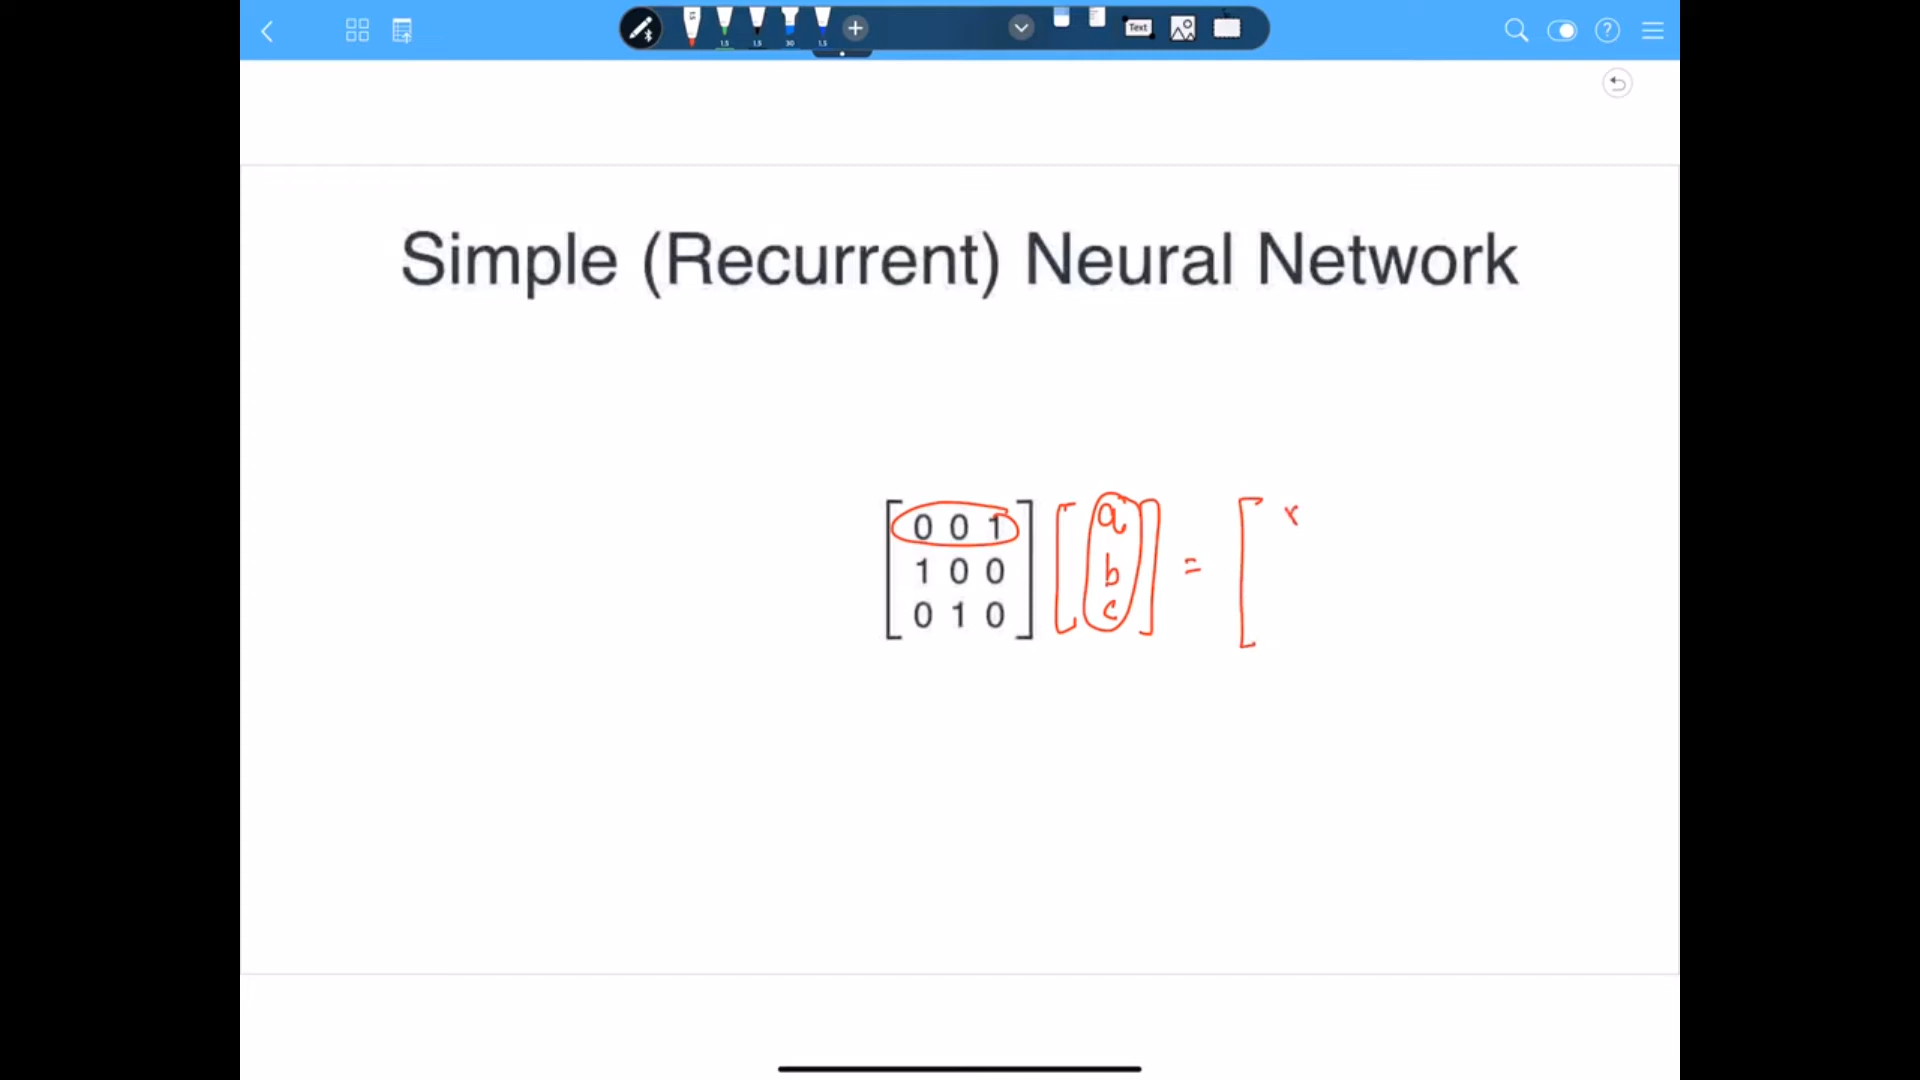 Text
Simple (Recurrent) Neural Network
0 0 1 a
1 0 0 b =
0 1 0 c